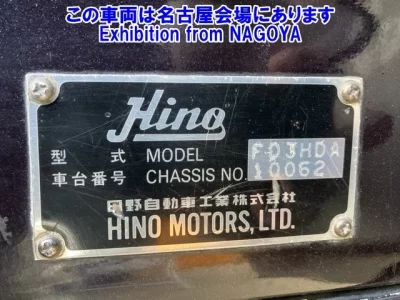 この車両は名古屋会場にあります
Exhibition from NAGOYA
Hino
型 式 MODEL FD3HDA
車台番号 CHASSIS NO. 10062
日野自動車工業株式会社
HINO MOTORS, LTD.